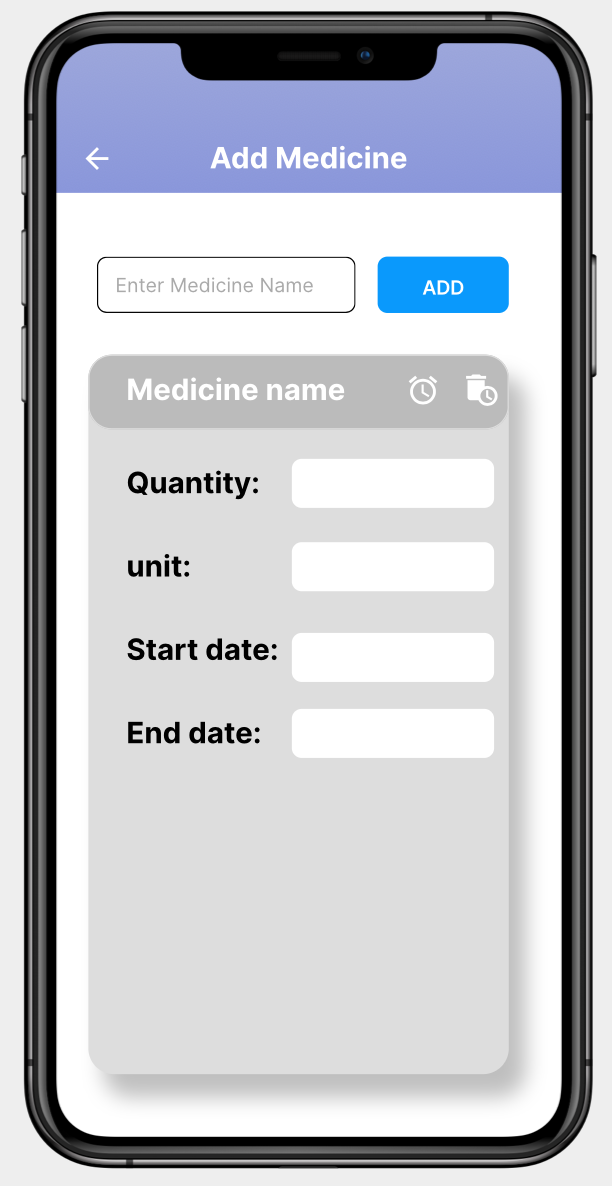 Add Medicine
Enter Medicine Name
ADD
Medicine name
Quantity:
unit:
Start date:
End date: